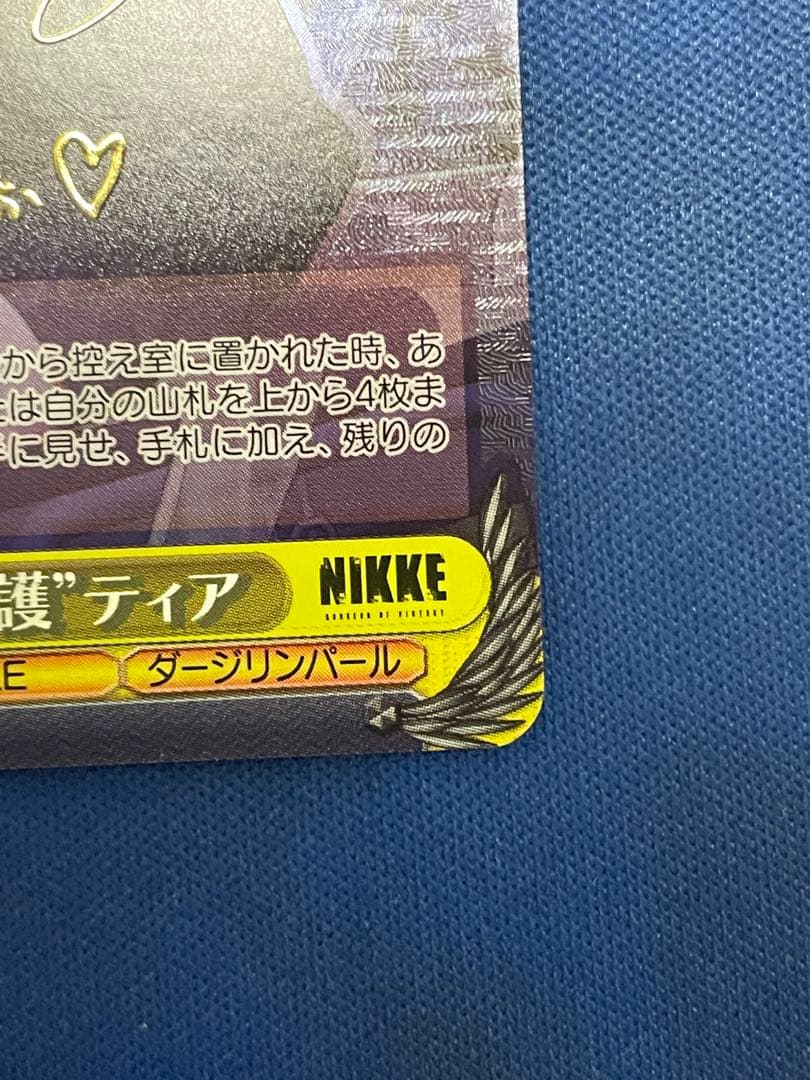 から控え室に置かれた時、あ
は自分の山札を上から4枚ま
に見せ、手札に加え、残りの
護”ティア
NIKKE
GODDESS OF VICTORY
E
ダージリンパール